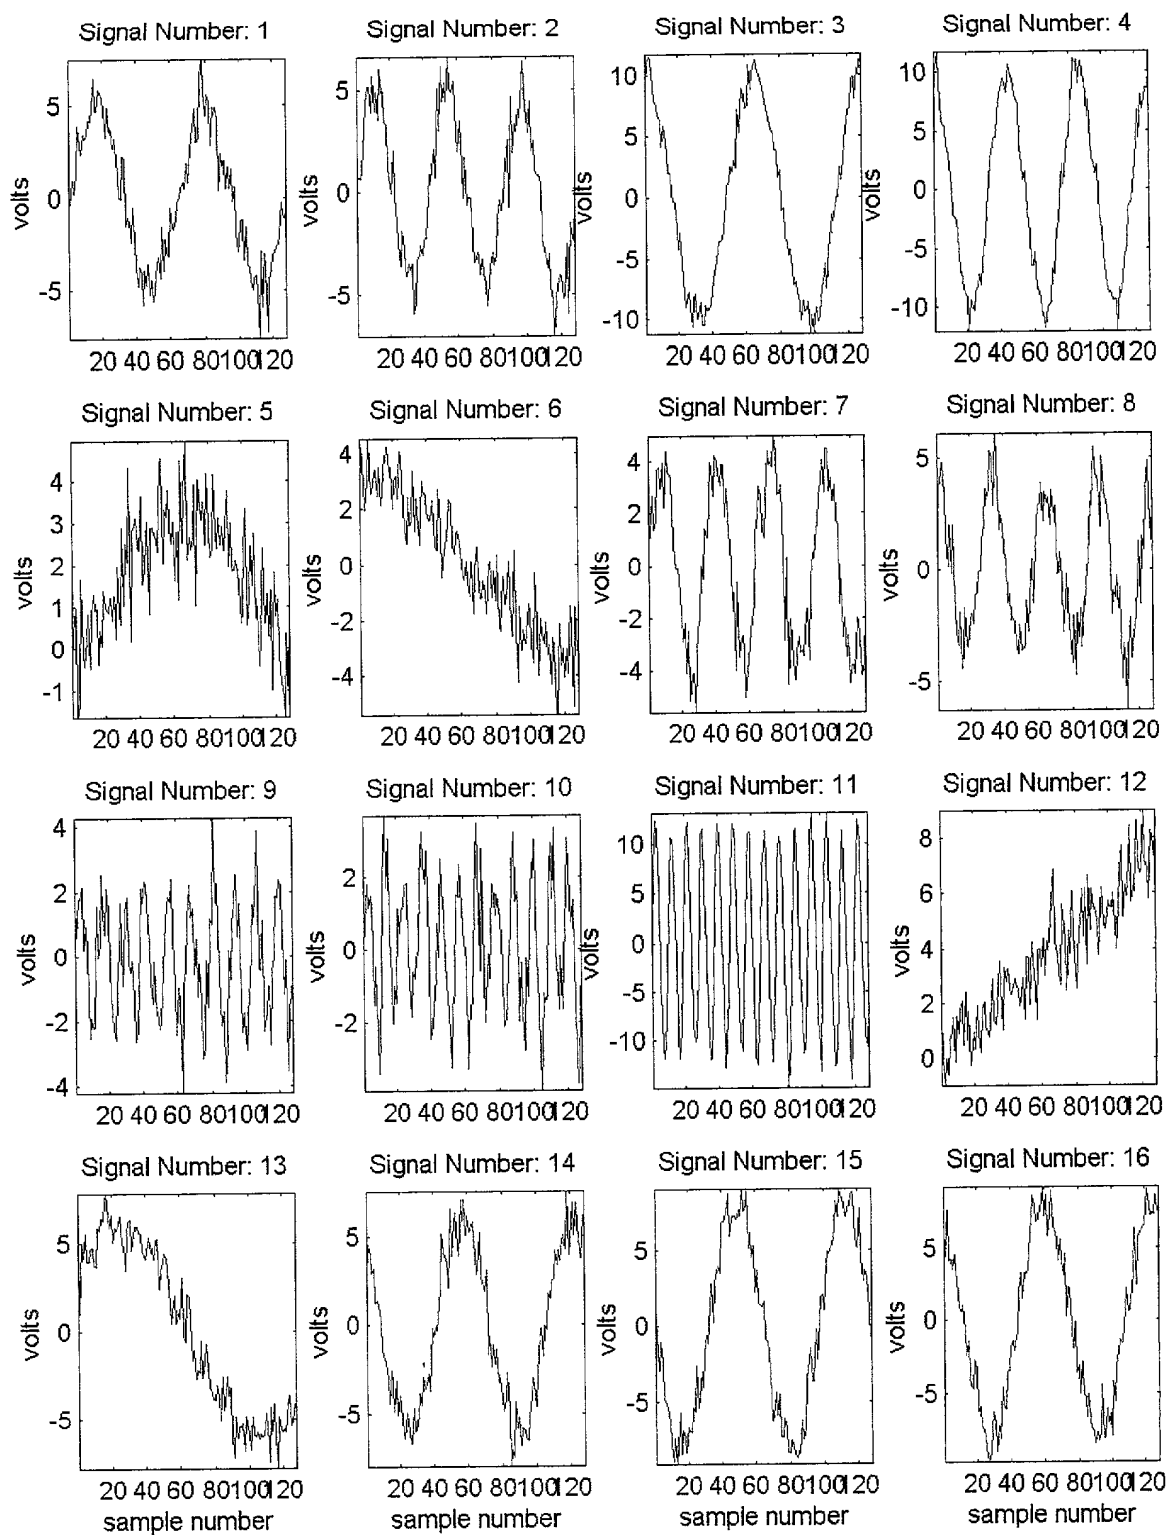 Signal Number: 1
Signal Number: 2
Signal Number: 3
Signal Number: 4
5
0
-5
volts
20 40 60 80100120
5
0
-5
volts
20 40 60 80100120
10
5
0
-5
-10
volts
20 40 60 80100120
10
5
0
-5
-10
volts
20 40 60 80100120
Signal Number: 5
Signal Number: 6
Signal Number: 7
Signal Number: 8
4
3
2
1
0
-1
volts
20 40 60 80100120
4
2
0
-2
-4
volts
20 40 60 80100120
4
2
0
-2
-4
volts
20 40 60 80100120
5
0
-5
volts
20 40 60 80100120
Signal Number: 9
Signal Number: 10
Signal Number: 11
Signal Number: 12
4
2
0
-2
-4
volts
20 40 60 80100120
2
0
-2
volts
20 40 60 80100120
10
5
0
-5
-10
volts
20 40 60 80100120
8
6
4
2
0
volts
20 40 60 80100120
Signal Number: 13
Signal Number: 14
Signal Number: 15
Signal Number: 16
5
0
-5
volts
20 40 60 80100120
sample number
5
0
-5
volts
20 40 60 80100120
sample number
5
0
-5
volts
20 40 60 80100120
sample number
5
0
-5
volts
20 40 60 80100120
sample number